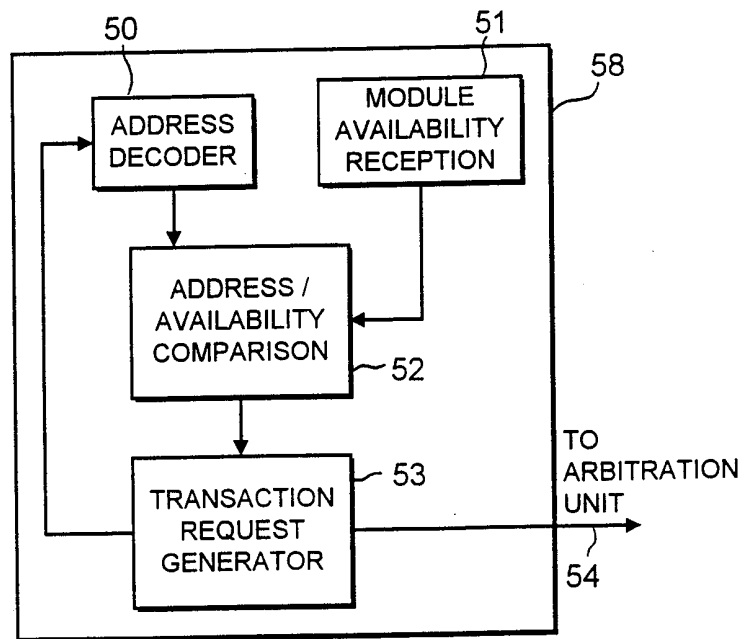 50
51
58
ADDRESS
DECODER
MODULE
AVAILABILITY
RECEPTION
ADDRESS /
AVAILABILITY
COMPARISON
52
53
TRANSACTION
REQUEST
GENERATOR
TO
ARBITRATION
UNIT
54